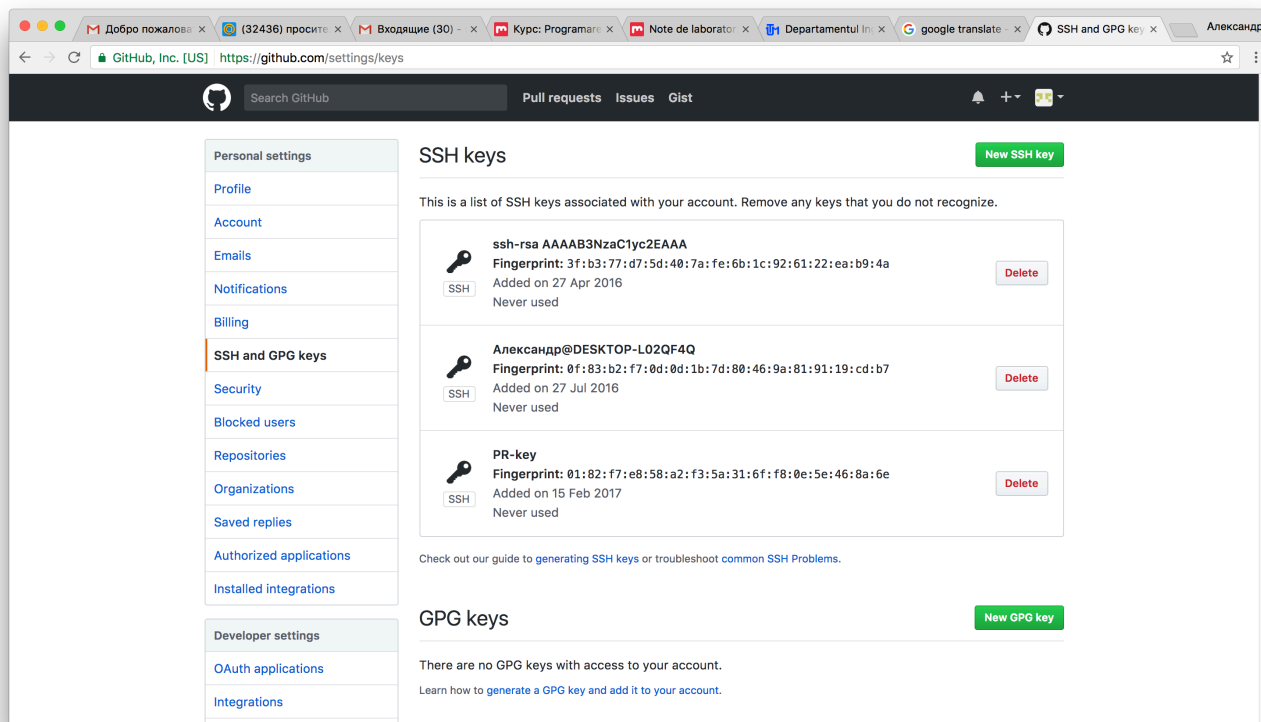 Добро пожалова
(32436) просите
Входящие (30) -
Курс: Programare
Note de laborator
Departamentul In
google translate -
SSH and GPG key
Александр
GitHub, Inc. [US] https://github.com/settings/keys
Search GitHub
Pull requests Issues Gist
Personal settings
Profile
Account
Emails
Notifications
Billing
SSH and GPG keys
Security
Blocked users
Repositories
Organizations
Saved replies
Authorized applications
Installed integrations
Developer settings
OAuth applications
Integrations
SSH keys
New SSH key
This is a list of SSH keys associated with your account. Remove any keys that you do not recognize.
ssh-rsa AAAAB3NzaC1yc2EAAA
Fingerprint: 3f:b3:77:d7:5d:40:7a:fe:6b:1c:92:61:22:ea:b9:4a
Added on 27 Apr 2016
Never used
SSH
Delete
Александр@DESKTOP-L02QF4Q
Fingerprint: 0f:83:b2:f7:0d:0d:1b:7d:80:46:9a:81:91:19:cd:b7
Added on 27 Jul 2016
Never used
SSH
Delete
PR-key
Fingerprint: 01:82:f7:e8:58:a2:f3:5a:31:6f:f8:0e:5e:46:8a:6e
Added on 15 Feb 2017
Never used
SSH
Delete
Check out our guide to generating SSH keys or troubleshoot common SSH Problems.
GPG keys
New GPG key
There are no GPG keys with access to your account.
Learn how to generate a GPG key and add it to your account.